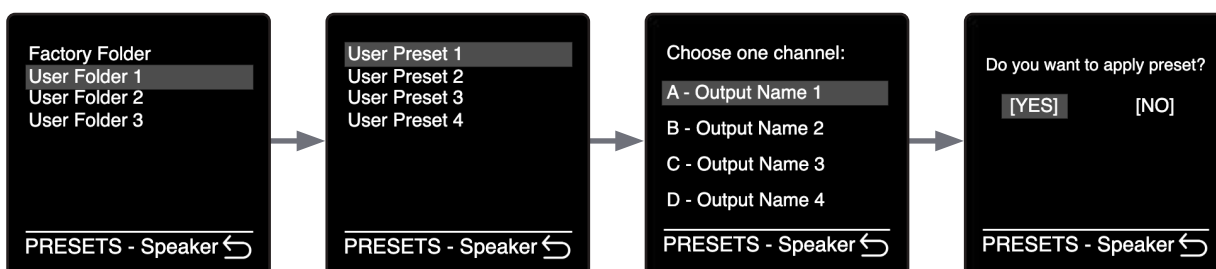 Factory Folder
User Folder 1
User Folder 2
User Folder 3
PRESETS - Speaker
User Preset 1
User Preset 2
User Preset 3
User Preset 4
PRESETS - Speaker
Choose one channel:
A - Output Name 1
B - Output Name 2
C - Output Name 3
D - Output Name 4
PRESETS - Speaker
Do you want to apply preset?
[YES] [NO]
PRESETS - Speaker